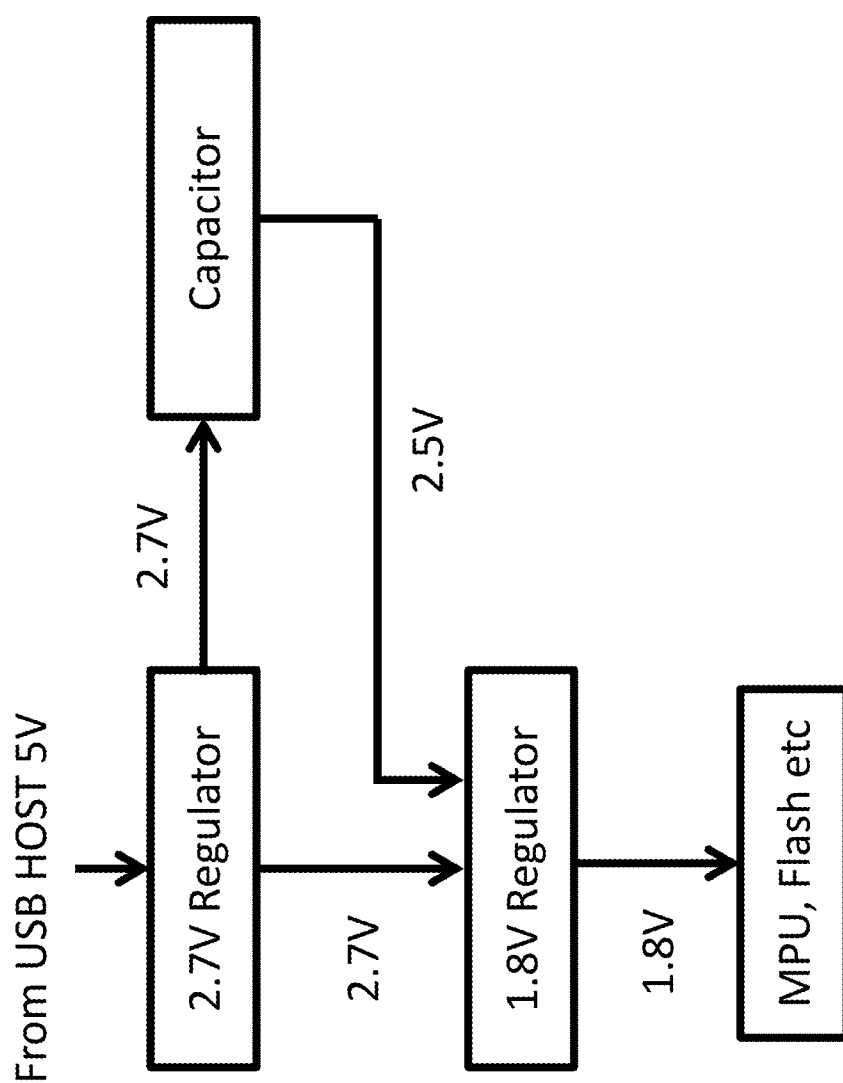 From USB HOST 5V
2.7V Regulator
2.7V
Capacitor
2.7V
2.5V
1.8V Regulator
1.8V
MPU, Flash etc